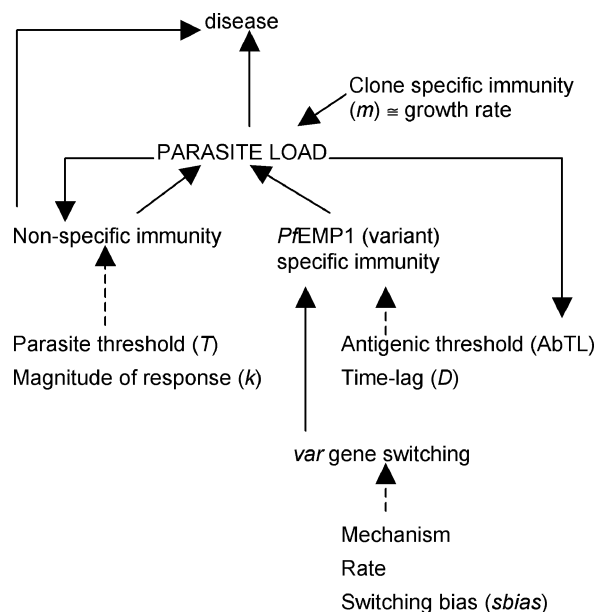 disease
Clone specific immunity
(m) ≅ growth rate
PARASITE LOAD
Non-specific immunity
PfEMP1 (variant)
specific immunity
Parasite threshold (T)
Magnitude of response (k)
Antigenic threshold (AbTL)
Time-lag (D)
var gene switching
Mechanism
Rate
Switching bias (sbias)